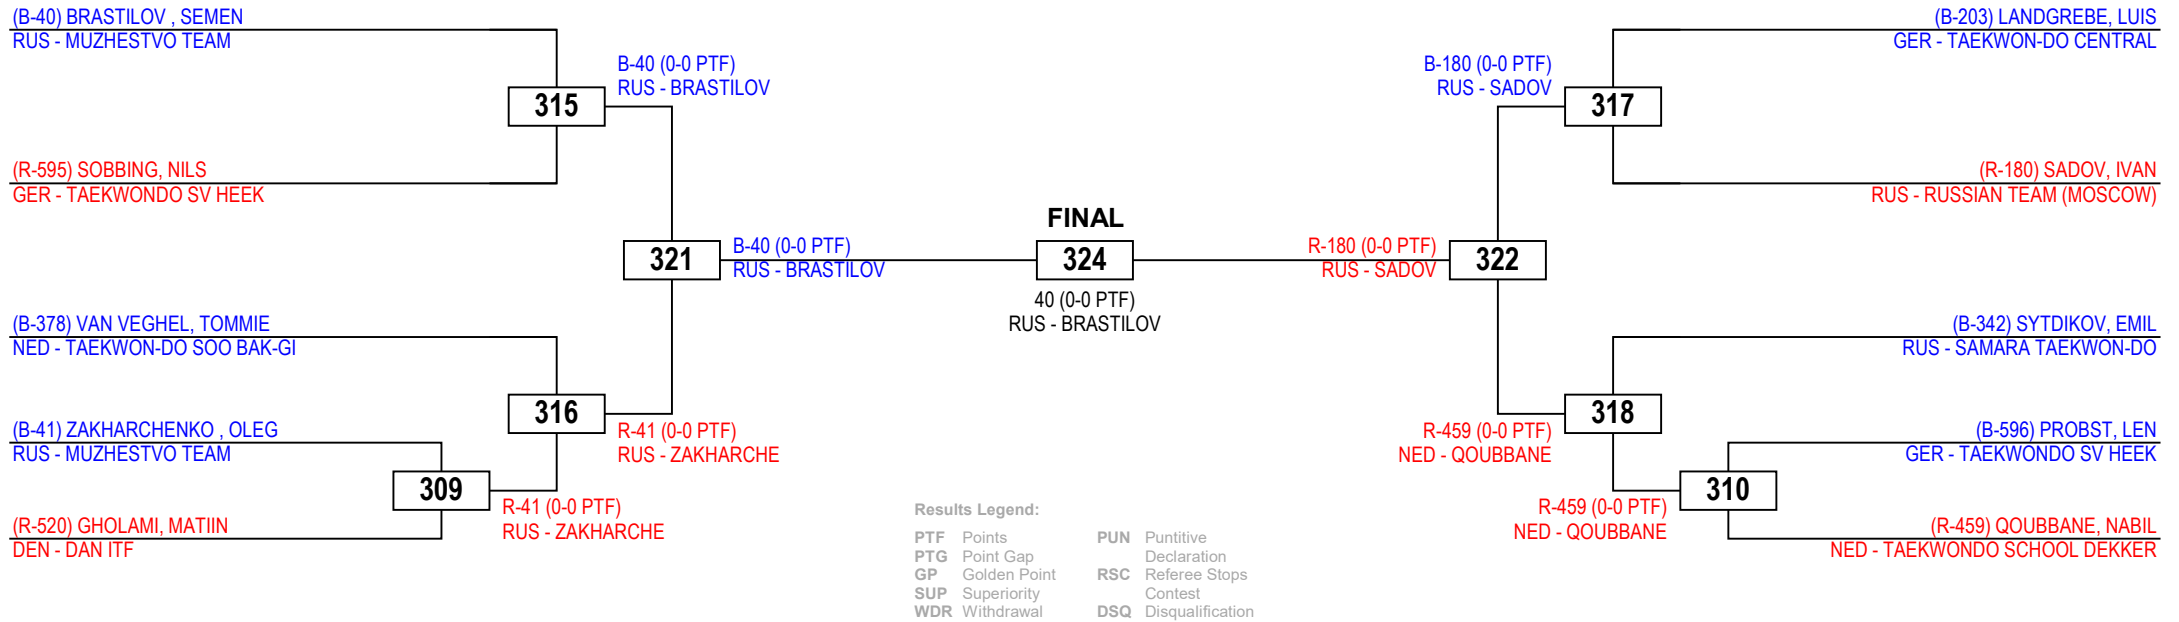 (B-40) BRASTILOV , SEMEN
RUS - MUZHESTVO TEAM
B-40 (0-0 PTF)
RUS - BRASTILOV
315
(R-595) SOBBING, NILS
GER - TAEKWONDO SV HEEK
321
B-40 (0-0 PTF)
RUS - BRASTILOV
(B-378) VAN VEGHEL, TOMMIE
NED - TAEKWON-DO SOO BAK-GI
316
R-41 (0-0 PTF)
RUS - ZAKHARCHE
(B-41) ZAKHARCHENKO , OLEG
RUS - MUZHESTVO TEAM
309
R-41 (0-0 PTF)
RUS - ZAKHARCHE
(R-520) GHOLAMI, MATIIN
DEN - DAN ITF
FINAL
324
40 (0-0 PTF)
RUS - BRASTILOV
(B-203) LANDGREBE, LUIS
GER - TAEKWON-DO CENTRAL
B-180 (0-0 PTF)
RUS - SADOV
317
(R-180) SADOV, IVAN
RUS - RUSSIAN TEAM (MOSCOW)
R-180 (0-0 PTF)
RUS - SADOV
322
(B-342) SYTDIKOV, EMIL
RUS - SAMARA TAEKWON-DO
318
R-459 (0-0 PTF)
NED - QOUBBANE
(B-596) PROBST, LEN
GER - TAEKWONDO SV HEEK
310
R-459 (0-0 PTF)
NED - QOUBBANE
(R-459) QOUBBANE, NABIL
NED - TAEKWONDO SCHOOL DEKKER
Results Legend:
PTF Points
PTG Point Gap
GP Golden Point
SUP Superiority
WDR Withdrawal
PUN Puntitive
Declaration
RSC Referee Stops
Contest
DSQ Disqualification